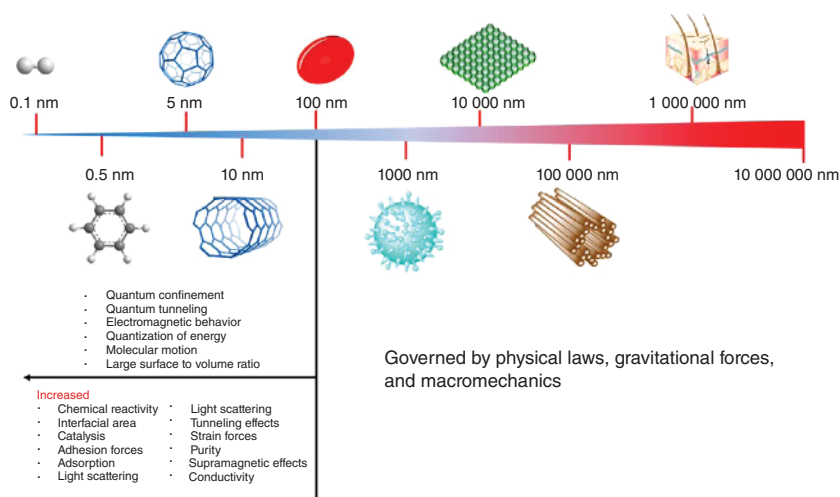 0.1 nm
5 nm
100 nm
10 000 nm
1 000 000 nm
0.5 nm
10 nm
1000 nm
100 000 nm
10 000 000 nm
· Quantum confinement
· Quantum tunneling
· Electromagnetic behavior
· Quantization of energy
· Molecular motion
· Large surface to volume ratio
Governed by physical laws, gravitational forces,
and macromechanics
Increased
· Chemical reactivity
· Interfacial area
· Catalysis
· Adhesion forces
· Adsorption
· Light scattering
· Light scattering
· Tunneling effects
· Strain forces
· Purity
· Supramagnetic effects
· Conductivity